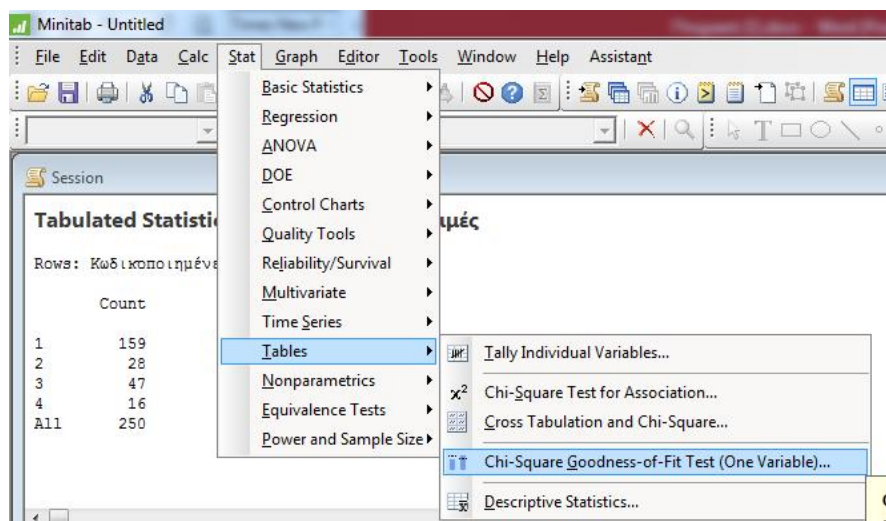 Minitab - Untitled
File Edit Data Calc Stat Graph Editor Tools Window Help Assistant
Session
Tabulated Statisti
ιμές
Rows: Κωδικοποιημένε
Count
1 159
2 28
3 47
4 16
All 250
Basic Statistics
Regression
ANOVA
DOE
Control Charts
Quality Tools
Reliability/Survival
Multivariate
Time Series
Tables
Nonparametrics
Equivalence Tests
Power and Sample Size
Tally Individual Variables...
Chi-Square Test for Association...
Cross Tabulation and Chi-Square...
Chi-Square Goodness-of-Fit Test (One Variable)...
Descriptive Statistics...